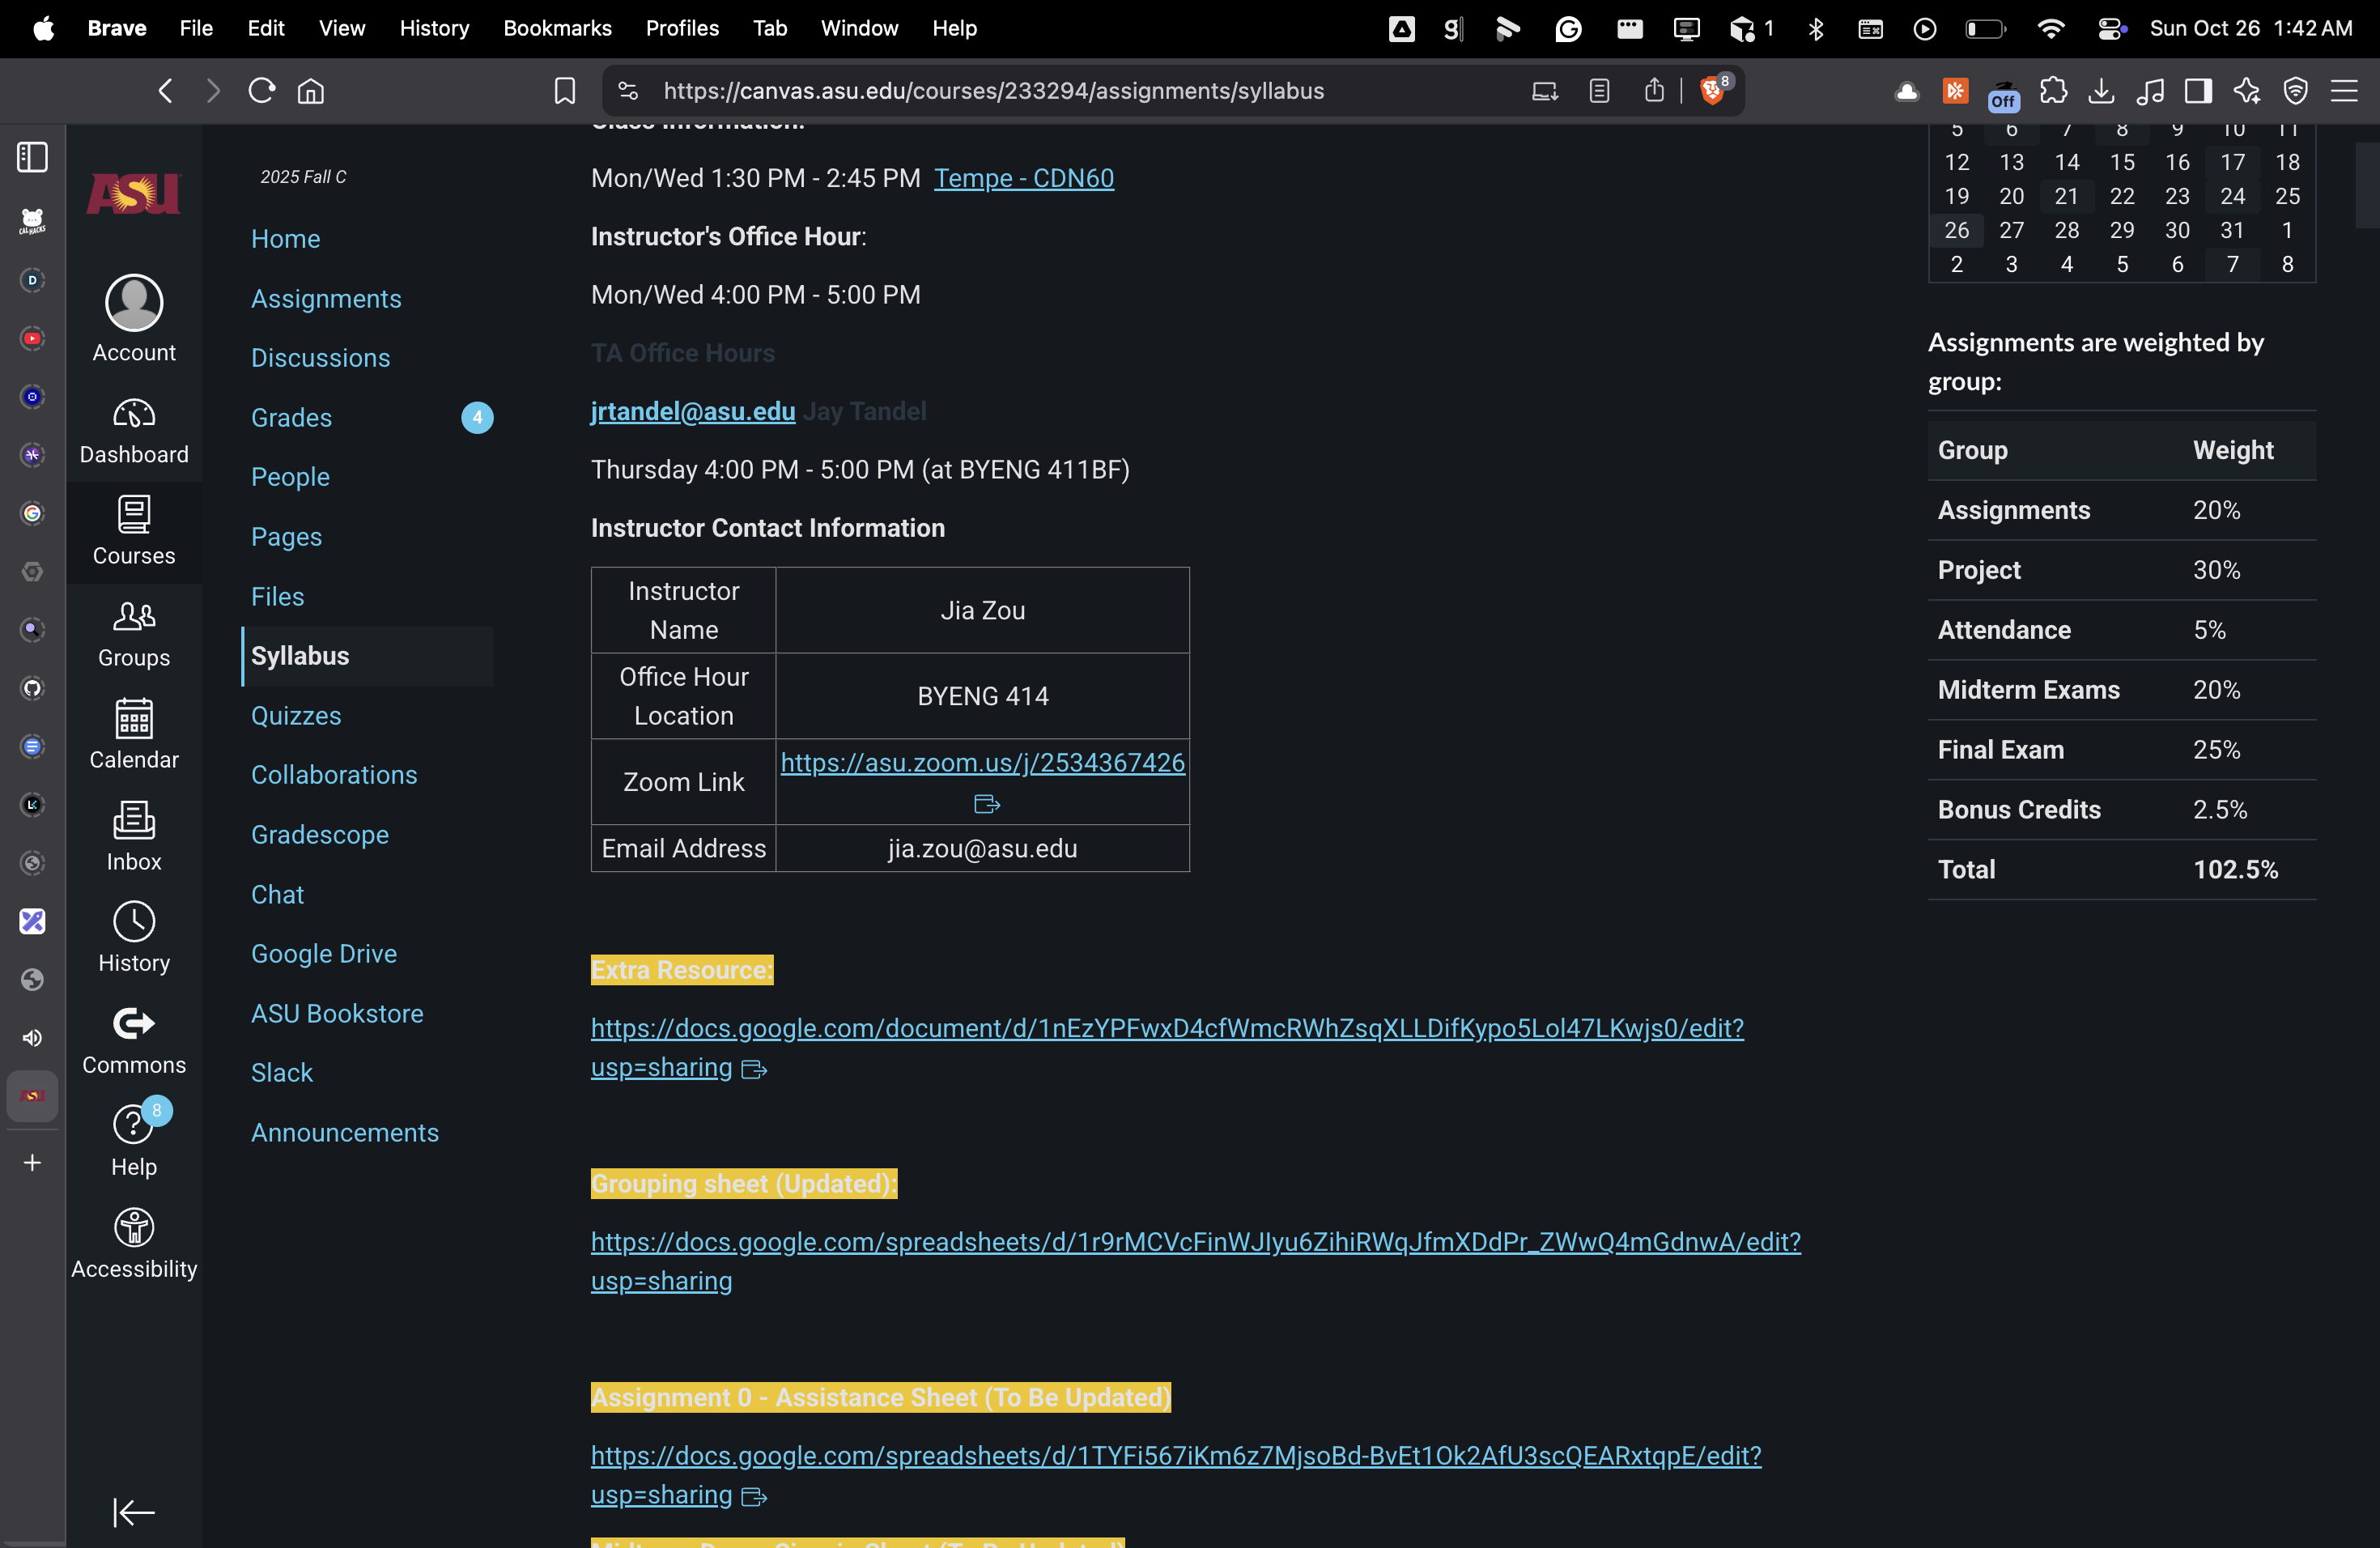 Brave File Edit View History Bookmarks Profiles Tab Window Help
1 Sun Oct 26 1:42 AM
https://canvas.asu.edu/courses/233294/assignments/syllabus
8
Off
CAL HACKS
ASU
Account
Dashboard
Courses
Groups
Calendar
Inbox
History
Commons
8
Help
Accessibility
2025 Fall C
Home
Assignments
Discussions
Grades 4
People
Pages
Files
Syllabus
Quizzes
Collaborations
Gradescope
Chat
Google Drive
ASU Bookstore
Slack
Announcements
Class Information:
Mon/Wed 1:30 PM - 2:45 PM Tempe - CDN60
Instructor's Office Hour:
Mon/Wed 4:00 PM - 5:00 PM
TA Office Hours
jrtandel@asu.edu Jay Tandel
Thursday 4:00 PM - 5:00 PM (at BYENG 411BF)
Instructor Contact Information
Instructor Name Jia Zou
Office Hour Location BYENG 414
Zoom Link https://asu.zoom.us/j/2534367426
Email Address jia.zou@asu.edu
Extra Resource:
https://docs.google.com/document/d/1nEzYPFwxD4cfWmcRWhZsqXLLDifKypo5Lol47LKwjs0/edit?
usp=sharing
Grouping sheet (Updated):
https://docs.google.com/spreadsheets/d/1r9rMCVcFinWJIyu6ZihiRWqJfmXDdPr_ZWwQ4mGdnwA/edit?
usp=sharing
Assignment 0 - Assistance Sheet (To Be Updated)
https://docs.google.com/spreadsheets/d/1TYFi567iKm6z7MjsoBd-BvEt1Ok2AfU3scQEARxtqpE/edit?
usp=sharing
5 6 7 8 9 10 11
12 13 14 15 16 17 18
19 20 21 22 23 24 25
26 27 28 29 30 31 1
2 3 4 5 6 7 8
Assignments are weighted by
group:
Group Weight
Assignments 20%
Project 30%
Attendance 5%
Midterm Exams 20%
Final Exam 25%
Bonus Credits 2.5%
Total 102.5%